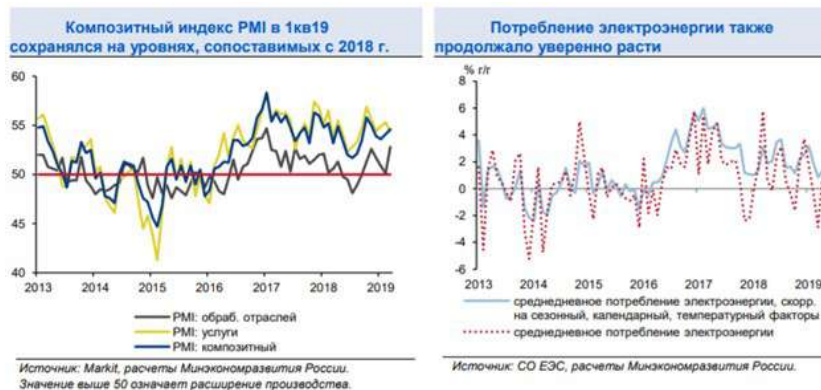 Композитный индекс PMI в 1кв19
сохранялся на уровнях, сопоставимых с 2018 г.
60
55
50
45
40
2013 2014 2015 2016 2017 2018 2019
PMI: обраб. отраслей
PMI: услуги
PMI: композитный
Источник: Markit, расчеты Минэкономразвития России.
Значение выше 50 означает расширение производства.
Потребление электроэнергии также
продолжало уверенно расти
% г/г
8
6
4
2
0
-2
-4
-6
2013 2014 2015 2016 2017 2018 2019
среднедневное потребление электроэнергии, скорр.
на сезонный, календарный, температурный факторы
среднедневное потребление электроэнергии
Источник: СО ЕЭС, расчеты Минэкономразвития России.